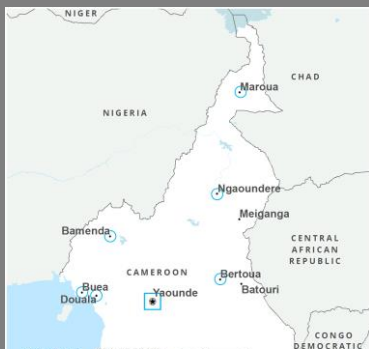 NIGER
CHAD
Maroua
NIGERIA
Ngaoundere
Meiganga
Bamenda
CENTRAL
AFRICAN
REPUBLIC
CAMEROON
Bertoua
Batouri
Buea
Yaounde
Douala
CONGO
DEMOCRATIC